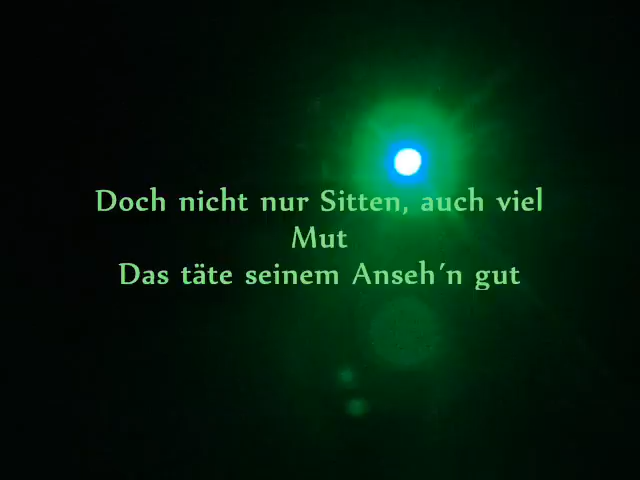 Doch nicht nur Sitten, auch viel
Mut
Das täte seinem Anseh'n gut